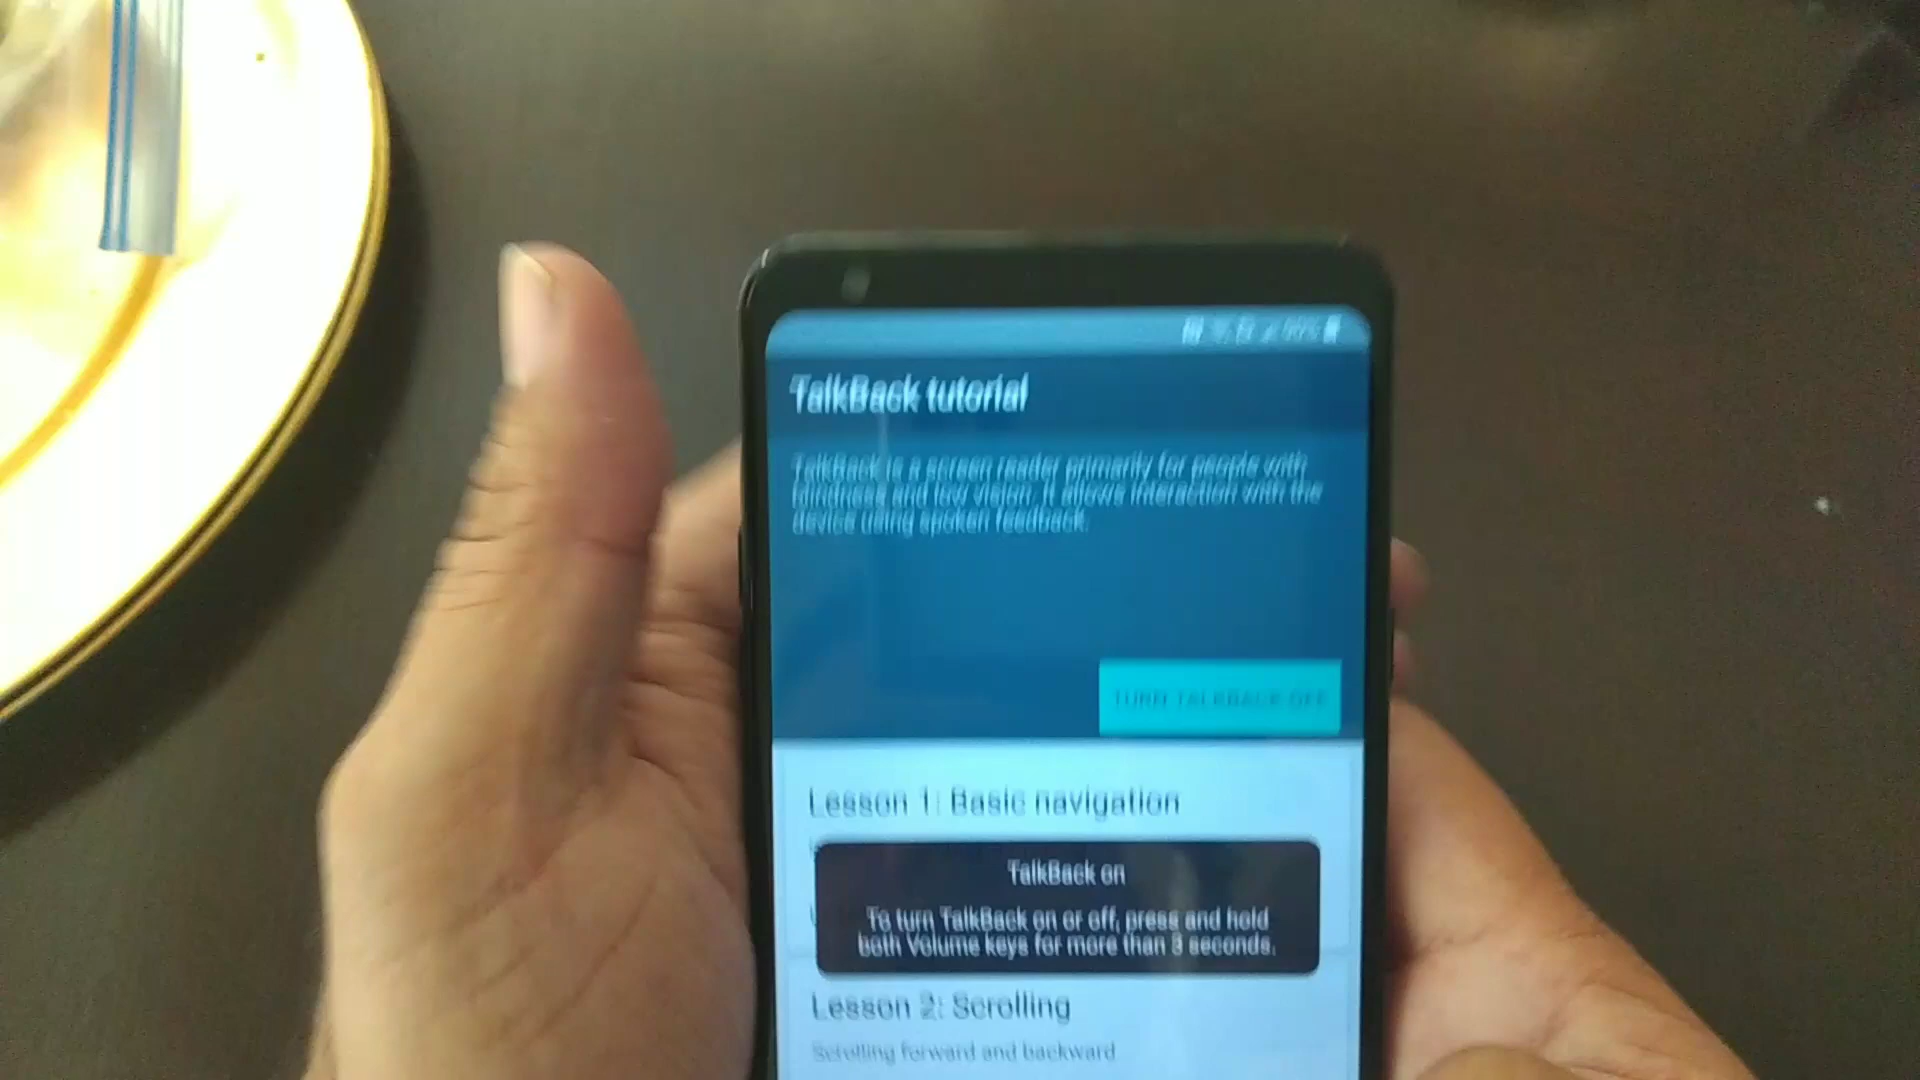 TalkBack tutorial
TalkBack is a screen reader primarily for people with
blindness and low vision. It allows interaction with the
device using spoken feedback.
TURN TALKBACK OFF
Lesson 1: Basic navigation
TalkBack on
To turn TalkBack on or off, press and hold
both Volume keys for more than 3 seconds.
Lesson 2: Scrolling
Scrolling forward and backward